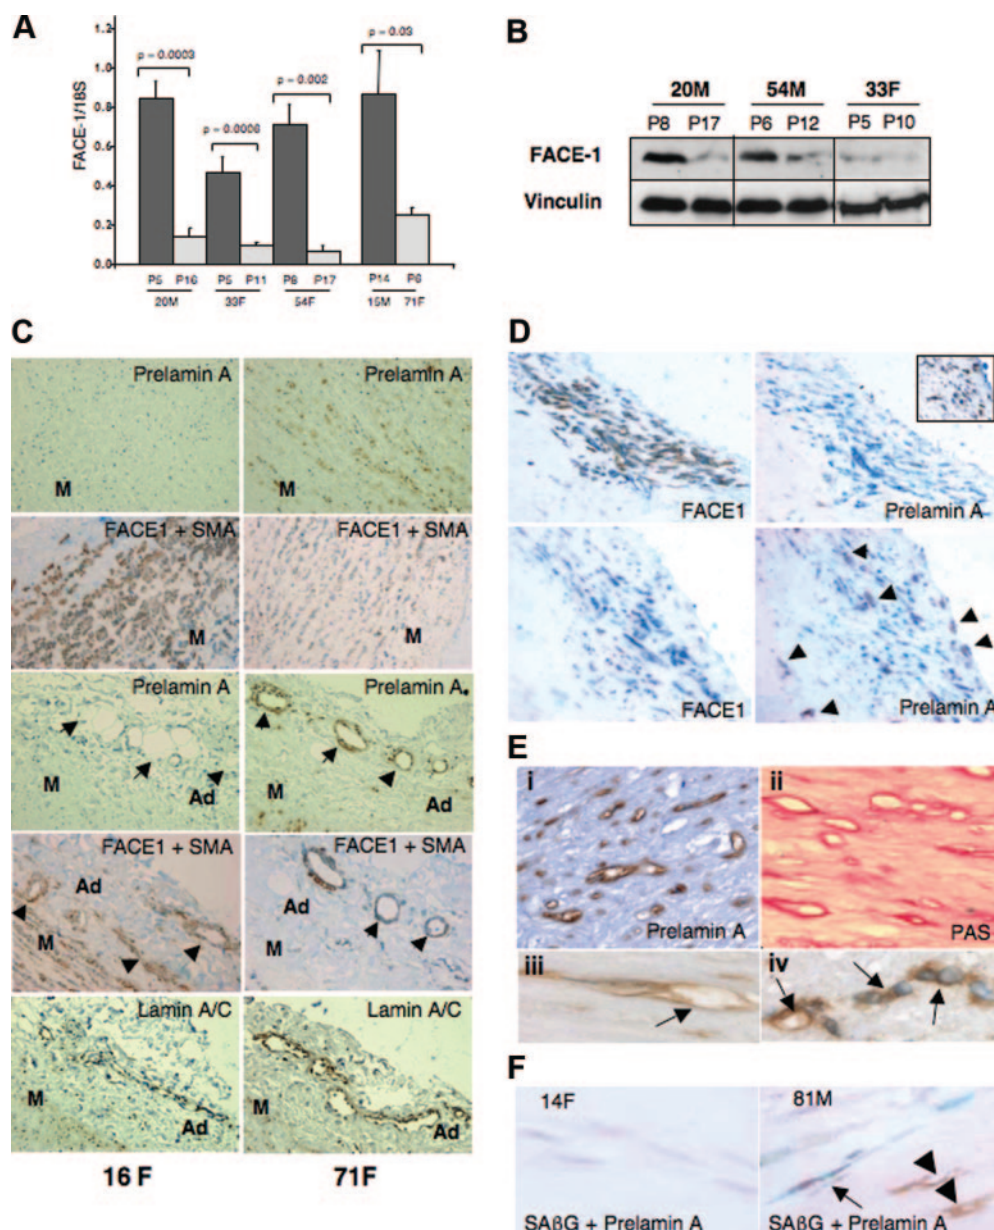 A
FACE-1/18S
1.2
1.0
0.8
0.6
0.4
0.2
0.0
p = 0.0003
p = 0.0006
p = 0.002
p = 0.03
P5 P16 P5 P11 P8 P17 P14 P6
20M 33F 54F 15M 71F
B
20M 54M 33F
P8 P17 P6 P12 P5 P10
FACE-1
Vinculin
C
Prelamin A Prelamin A
M M
FACE1 + SMA FACE1 + SMA
M M
Prelamin A Prelamin A
M Ad M Ad
FACE1 + SMA FACE1 + SMA
Ad Ad
M M
Lamin A/C Lamin A/C
M Ad M Ad
16 F 71F
D
FACE1 Prelamin A
FACE1 Prelamin A
E
i ii
Prelamin A PAS
iii iv
F
14F 81M
SAβG + Prelamin A SAβG + Prelamin A